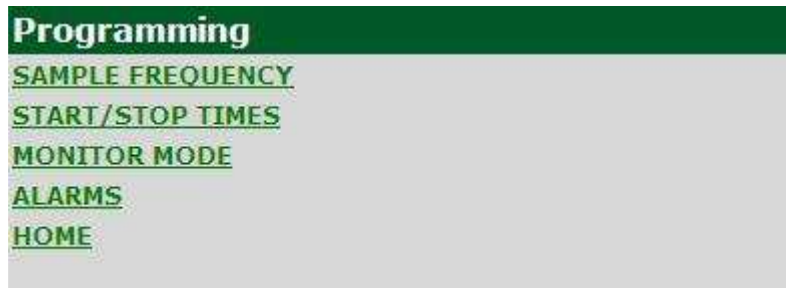 Programming
SAMPLE FREQUENCY
START/STOP TIMES
MONITOR MODE
ALARMS
HOME